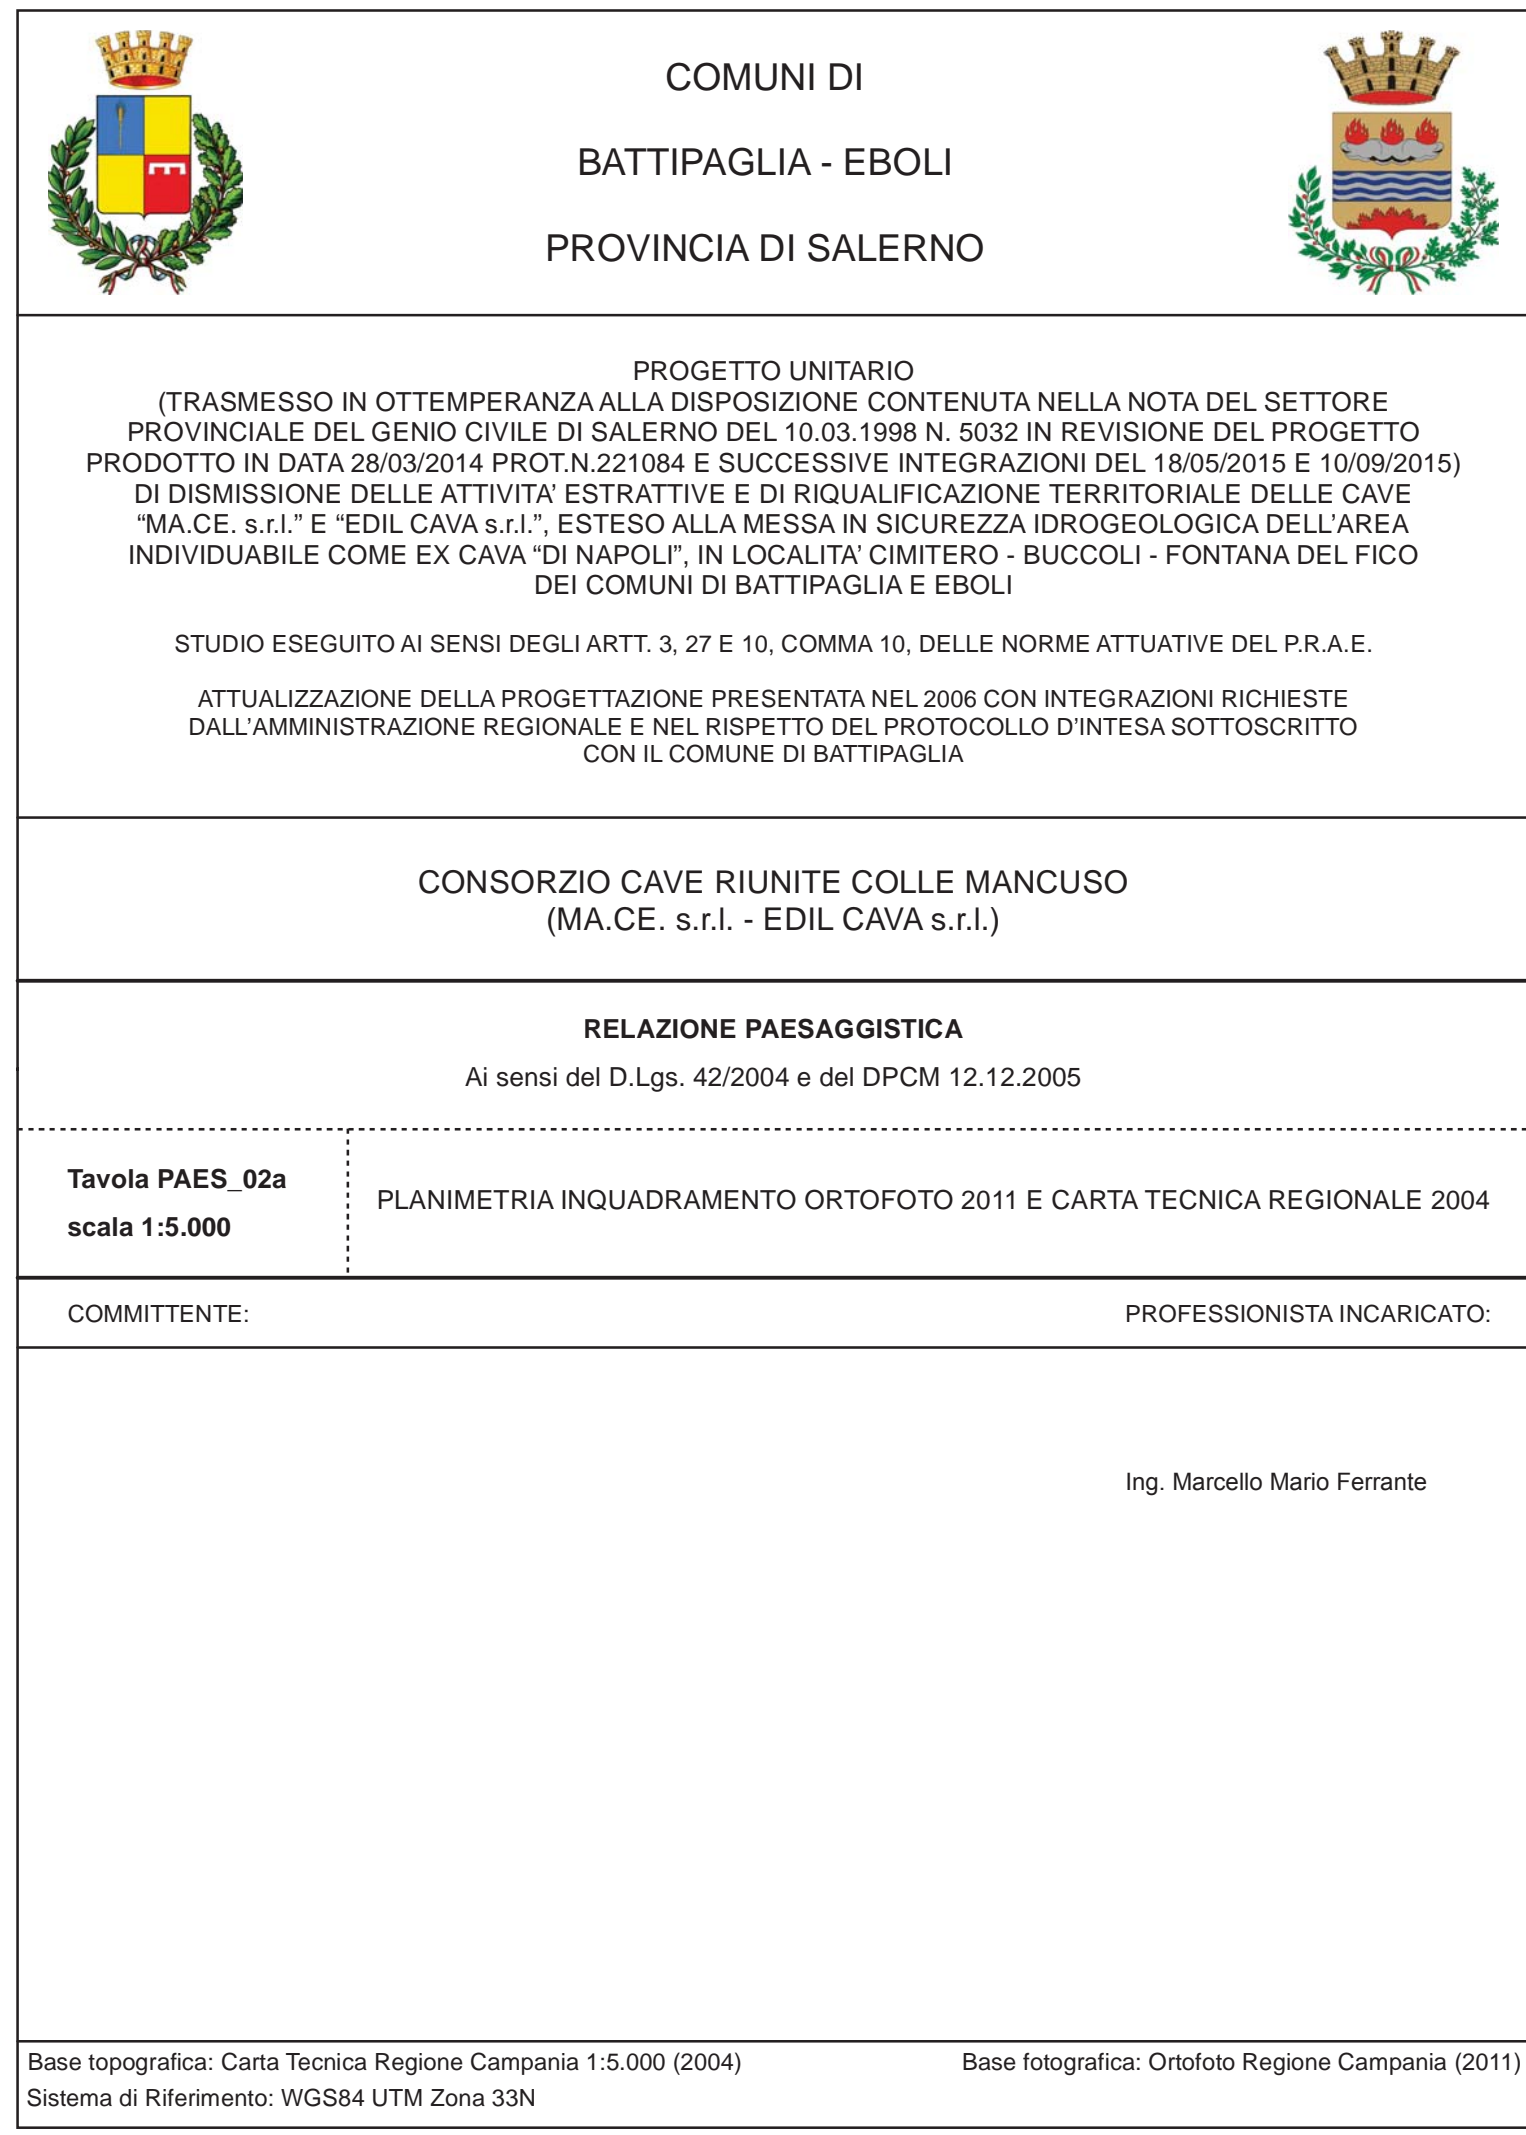 COMUNI DI
BATTIPAGLIA - EBOLI
PROVINCIA DI SALERNO
PROGETTO UNITARIO
(TRASMESSO IN OTTEMPERANZA ALLA DISPOSIZIONE CONTENUTA NELLA NOTA DEL SETTORE
PROVINCIALE DEL GENIO CIVILE DI SALERNO DEL 10.03.1998 N. 5032 IN REVISIONE DEL PROGETTO
PRODOTTO IN DATA 28/03/2014 PROT.N.221084 E SUCCESSIVE INTEGRAZIONI DEL 18/05/2015 E 10/09/2015)
DI DISMISSIONE DELLE ATTIVITA’ ESTRATTIVE E DI RIQUALIFICAZIONE TERRITORIALE DELLE CAVE
“MA.CE. s.r.l.” E “EDIL CAVA s.r.l.”, ESTESO ALLA MESSA IN SICUREZZA IDROGEOLOGICA DELL’AREA
INDIVIDUABILE COME EX CAVA “DI NAPOLI”, IN LOCALITA’ CIMITERO - BUCCOLI - FONTANA DEL FICO
DEI COMUNI DI BATTIPAGLIA E EBOLI
STUDIO ESEGUITO AI SENSI DEGLI ARTT. 3, 27 E 10, COMMA 10, DELLE NORME ATTUATIVE DEL P.R.A.E.
ATTUALIZZAZIONE DELLA PROGETTAZIONE PRESENTATA NEL 2006 CON INTEGRAZIONI RICHIESTE
DALL’AMMINISTRAZIONE REGIONALE E NEL RISPETTO DEL PROTOCOLLO D’INTESA SOTTOSCRITTO
CON IL COMUNE DI BATTIPAGLIA
CONSORZIO CAVE RIUNITE COLLE MANCUSO
(MA.CE. s.r.l. - EDIL CAVA s.r.l.)
RELAZIONE PAESAGGISTICA
Ai sensi del D.Lgs. 42/2004 e del DPCM 12.12.2005
Tavola PAES_02a
scala 1:5.000
PLANIMETRIA INQUADRAMENTO ORTOFOTO 2011 E CARTA TECNICA REGIONALE 2004
COMMITTENTE:
PROFESSIONISTA INCARICATO:
Ing. Marcello Mario Ferrante
Base topografica: Carta Tecnica Regione Campania 1:5.000 (2004)
Base fotografica: Ortofoto Regione Campania (2011)
Sistema di Riferimento: WGS84 UTM Zona 33N